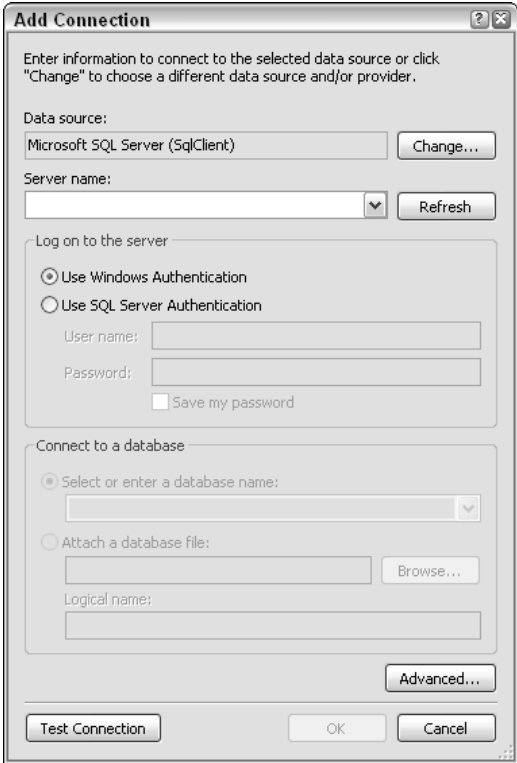 Add Connection
Enter information to connect to the selected data source or click
"Change" to choose a different data source and/or provider.
Data source:
Microsoft SQL Server (SqlClient)
Change...
Server name:
Refresh
Log on to the server
Use Windows Authentication
Use SQL Server Authentication
User name:
Password:
Save my password
Connect to a database
Select or enter a database name:
Attach a database file:
Browse...
Logical name:
Advanced...
Test Connection
OK
Cancel